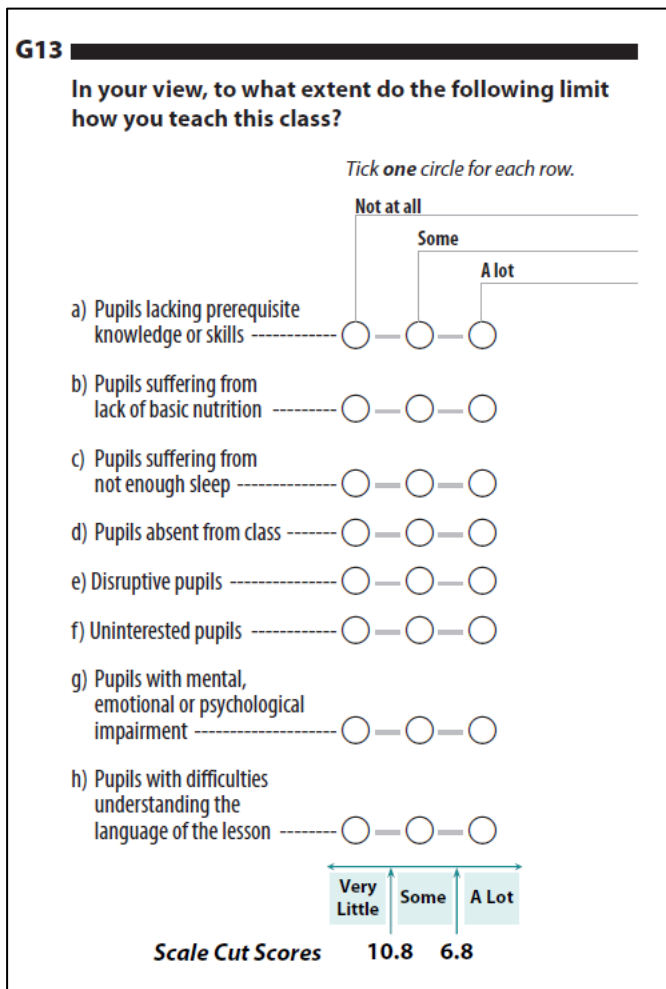 G13
In your view, to what extent do the following limit
how you teach this class?
Tick one circle for each row.
Not at all
Some
A lot
a) Pupils lacking prerequisite
knowledge or skills
b) Pupils suffering from
lack of basic nutrition
c) Pupils suffering from
not enough sleep
d) Pupils absent from class
e) Disruptive pupils
f) Uninterested pupils
g) Pupils with mental,
emotional or psychological
impairment
h) Pupils with difficulties
understanding the
language of the lesson
Very
Little
Some
A Lot
Scale Cut Scores 10.8 6.8